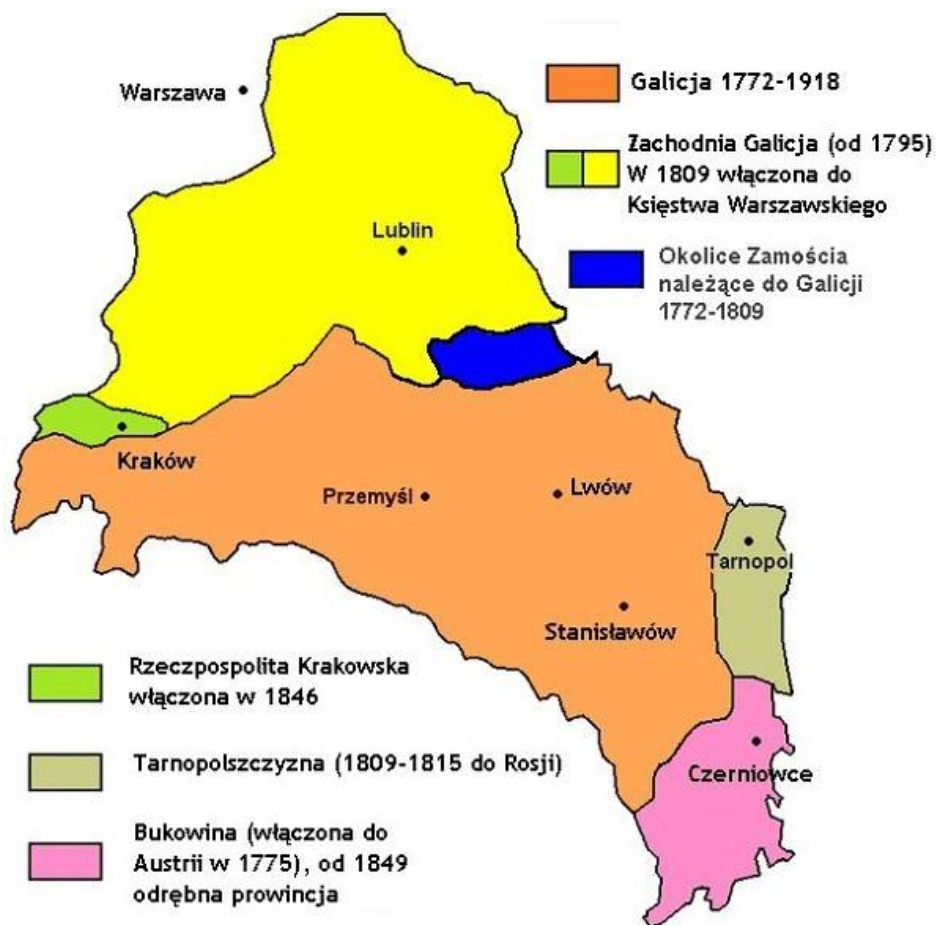 Warszawa
Galicja 1772-1918
Zachodnia Galicja (od 1795)
W 1809 włączona do
Księstwa Warszawskiego
Lublin
Okolice Zamościa
należące do Galicji
1772-1809
Kraków
Przemyśl
Lwów
Tarnopol
Stanisławów
Rzeczpospolita Krakowska
włączona w 1846
Tarnopolszczyzna (1809-1815 do Rosji)
Czerniowce
Bukowina (włączona do
Austrii w 1775), od 1849
odrębna prowincja